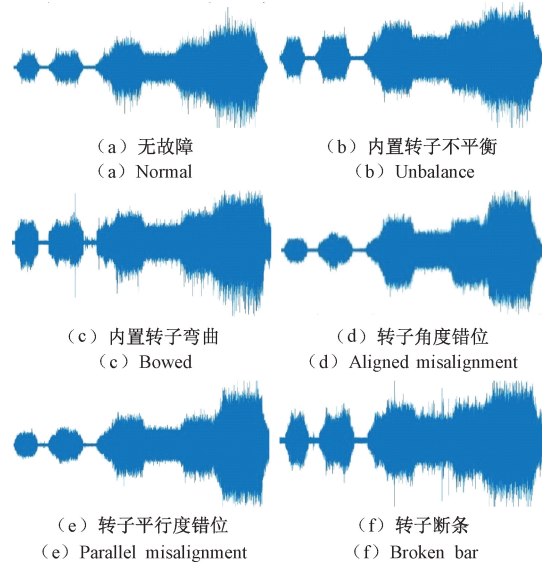 （a）无故障
（a）Normal
（b）内置转子不平衡
（b）Unbalance
（c）内置转子弯曲
（c）Bowed
（d）转子角度错位
（d）Aligned misalignment
（e）转子平行度错位
（e）Parallel misalignment
（f）转子断条
（f）Broken bar